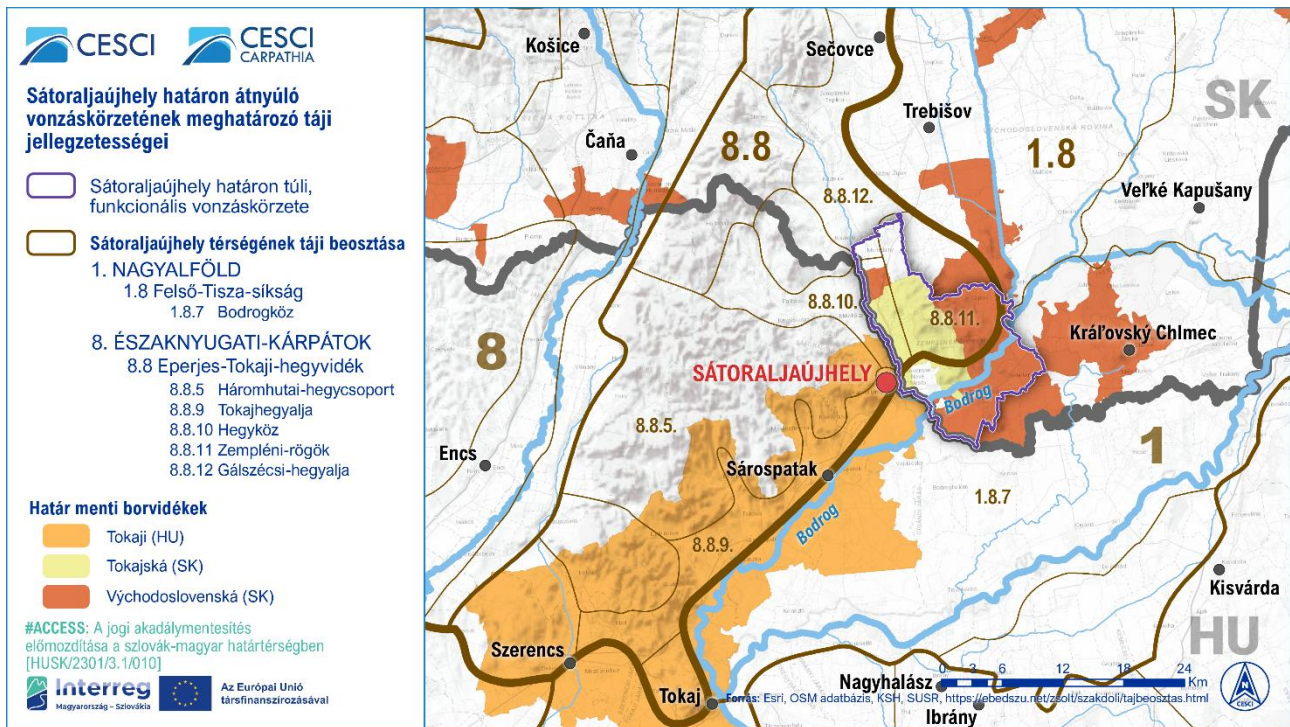 CESCI
CESCI
CARPATHIA
Sátoraljaújhely határon átnyúló
vonzáskörzetének meghatározó táji
jellegzetességei
Sátoraljaújhely határon túli,
funkcionális vonzáskörzete
Sátoraljaújhely térségének táji beosztása
1. NAGYALFÖLD
1.8 Felső-Tisza-síkság
1.8.7 Bodrogköz
8. ÉSZAKNYUGATI-KÁRPÁTOK
8.8 Eperjes-Tokaji-hegyvidék
8.8.5 Háromhutai-hegycsoport
8.8.9 Tokajhegyalja
8.8.10 Hegyköz
8.8.11 Zempléni-rögök
8.8.12 Gálszécsi-hegyalja
Határ menti borvidékek
Tokaji (HU)
Tokajská (SK)
Východoslovenská (SK)
#ACCESS: A jogi akadálymentesítés
előmozdítása a szlovák-magyar határtérségben
[HUSK/2301/3.1/010]
Interreg
Magyarország – Szlovákia
Az Európai Unió
társfinanszírozásával
Košice
Sečovce
SK
Trebišov
Čaňa
8.8
1.8
8.8.12.
Veľké Kapušany
8.8.10.
8.8.11.
8
Kráľovský Chlmec
SÁTORALJAÚJHELY
Bodrog
8.8.5.
1
Encs
Sárospatak
1.8.7
Bodrog
8.8.9.
Kisvárda
HU
Szerencs
Nagyhalász
0 3 6 12 18 24
Km
Tokaj
Forrás: Esri, OSM adatbázis, KSH, SUSR, https://ebedszu.net/zsolt/szakdoli/tajbeosztas.html
Ibrány
N
CESCI